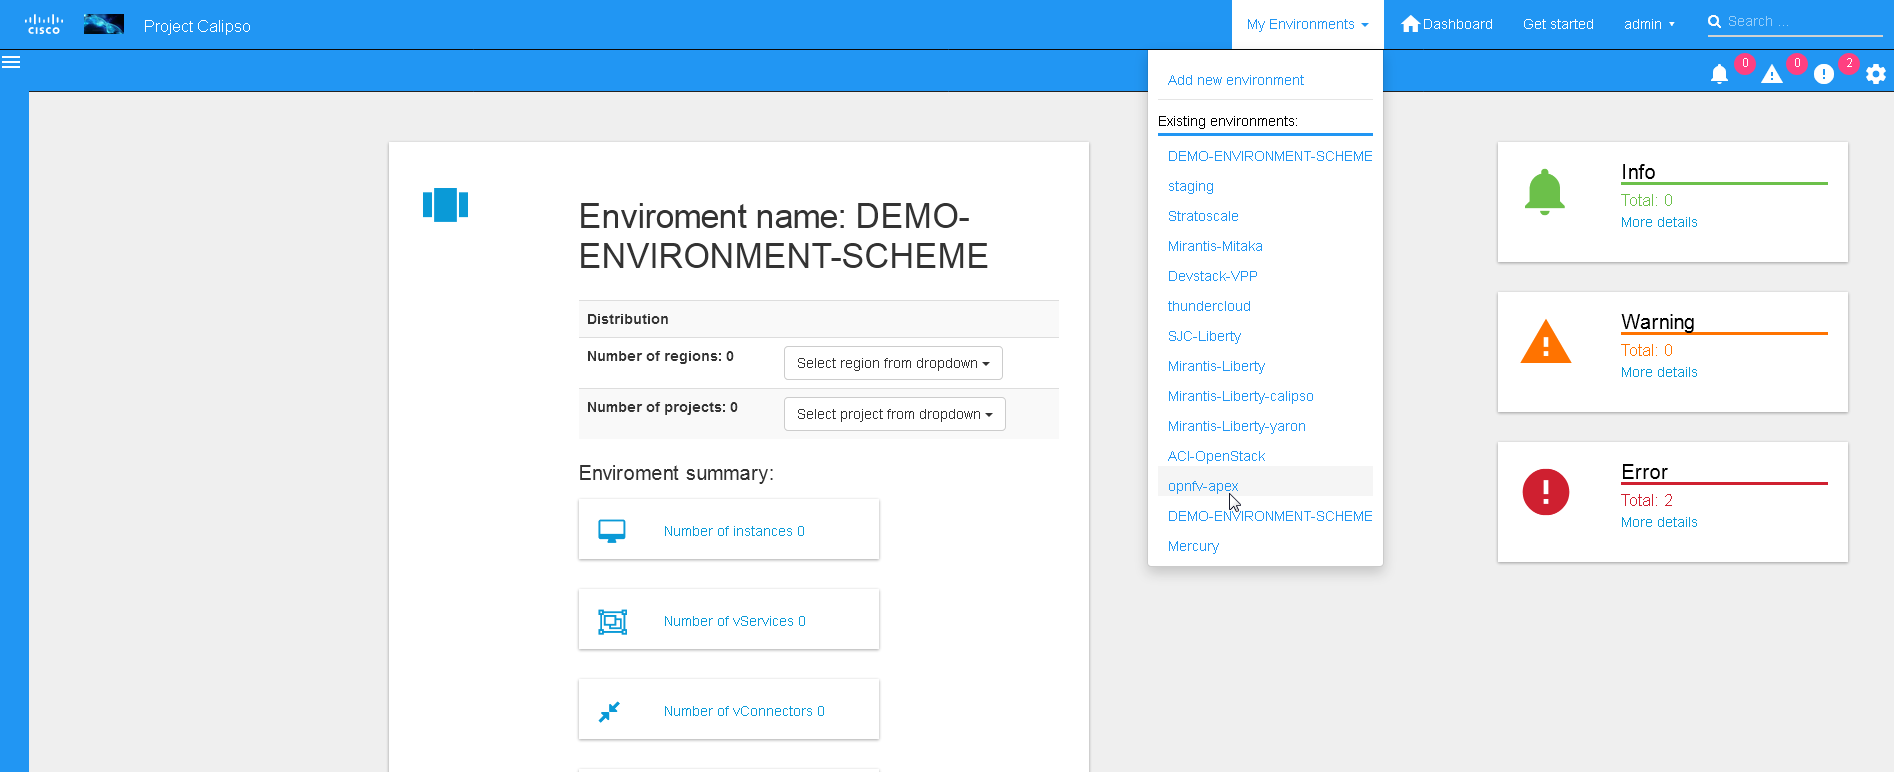 CISCO
Project Calipso
My Environments
Dashboard
Get started
admin
Search ...
0
0
2
Add new environment
Existing environments:
DEMO-ENVIRONMENT-SCHEME
staging
Stratoscale
Mirantis-Mitaka
Devstack-VPP
thundercloud
SJC-Liberty
Mirantis-Liberty
Mirantis-Liberty-calipso
Mirantis-Liberty-yaron
ACI-OpenStack
opnfv-apex
DEMO-ENVIRONMENT-SCHEME
Mercury
Enviroment name: DEMO-
ENVIRONMENT-SCHEME
Distribution
Number of regions: 0
Select region from dropdown
Number of projects: 0
Select project from dropdown
Enviroment summary:
Number of instances 0
Number of vServices 0
Number of vConnectors 0
Info
Total: 0
More details
Warning
Total: 0
More details
Error
Total: 2
More details